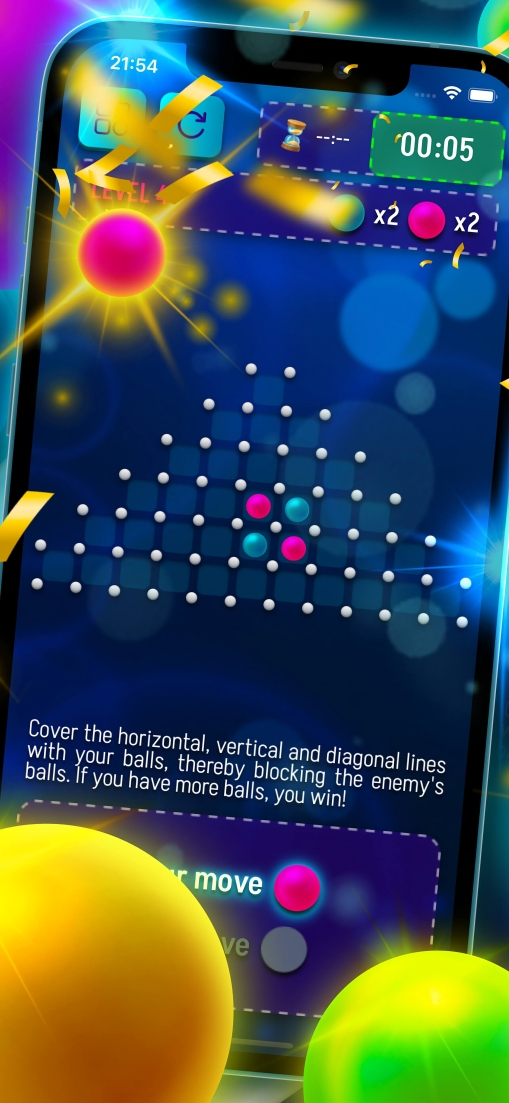 21:54
--:-- 00:05
LEVEL
x2 x2
Cover the horizontal, vertical and diagonal lines
with your balls, thereby blocking the enemy's
balls. If you have more balls, you win!
move